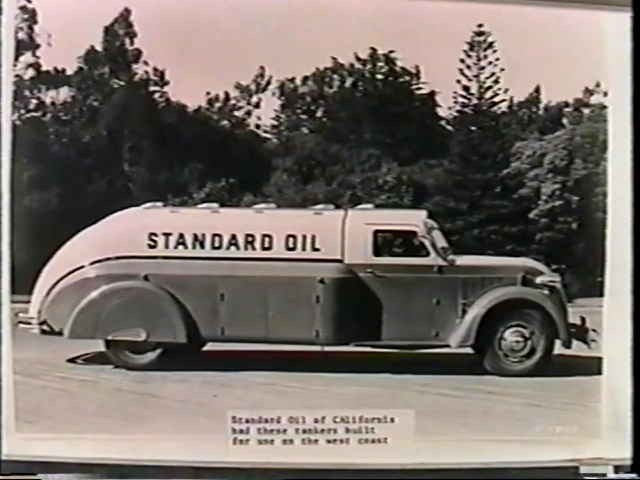 STANDARD OIL
Standard Oil of CAlifornia
had these tankers built
for use on the west coast